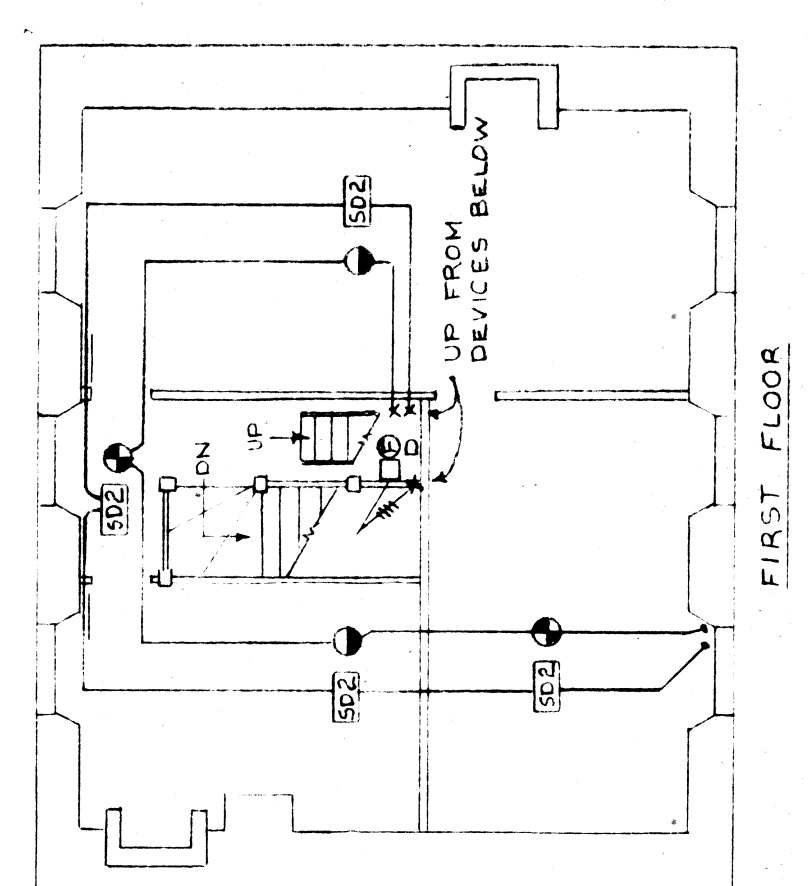 SD2
UP FROM
DEVICES BELOW
UP
F
D
DN
SD2
SD2
SD2
FIRST FLOOR